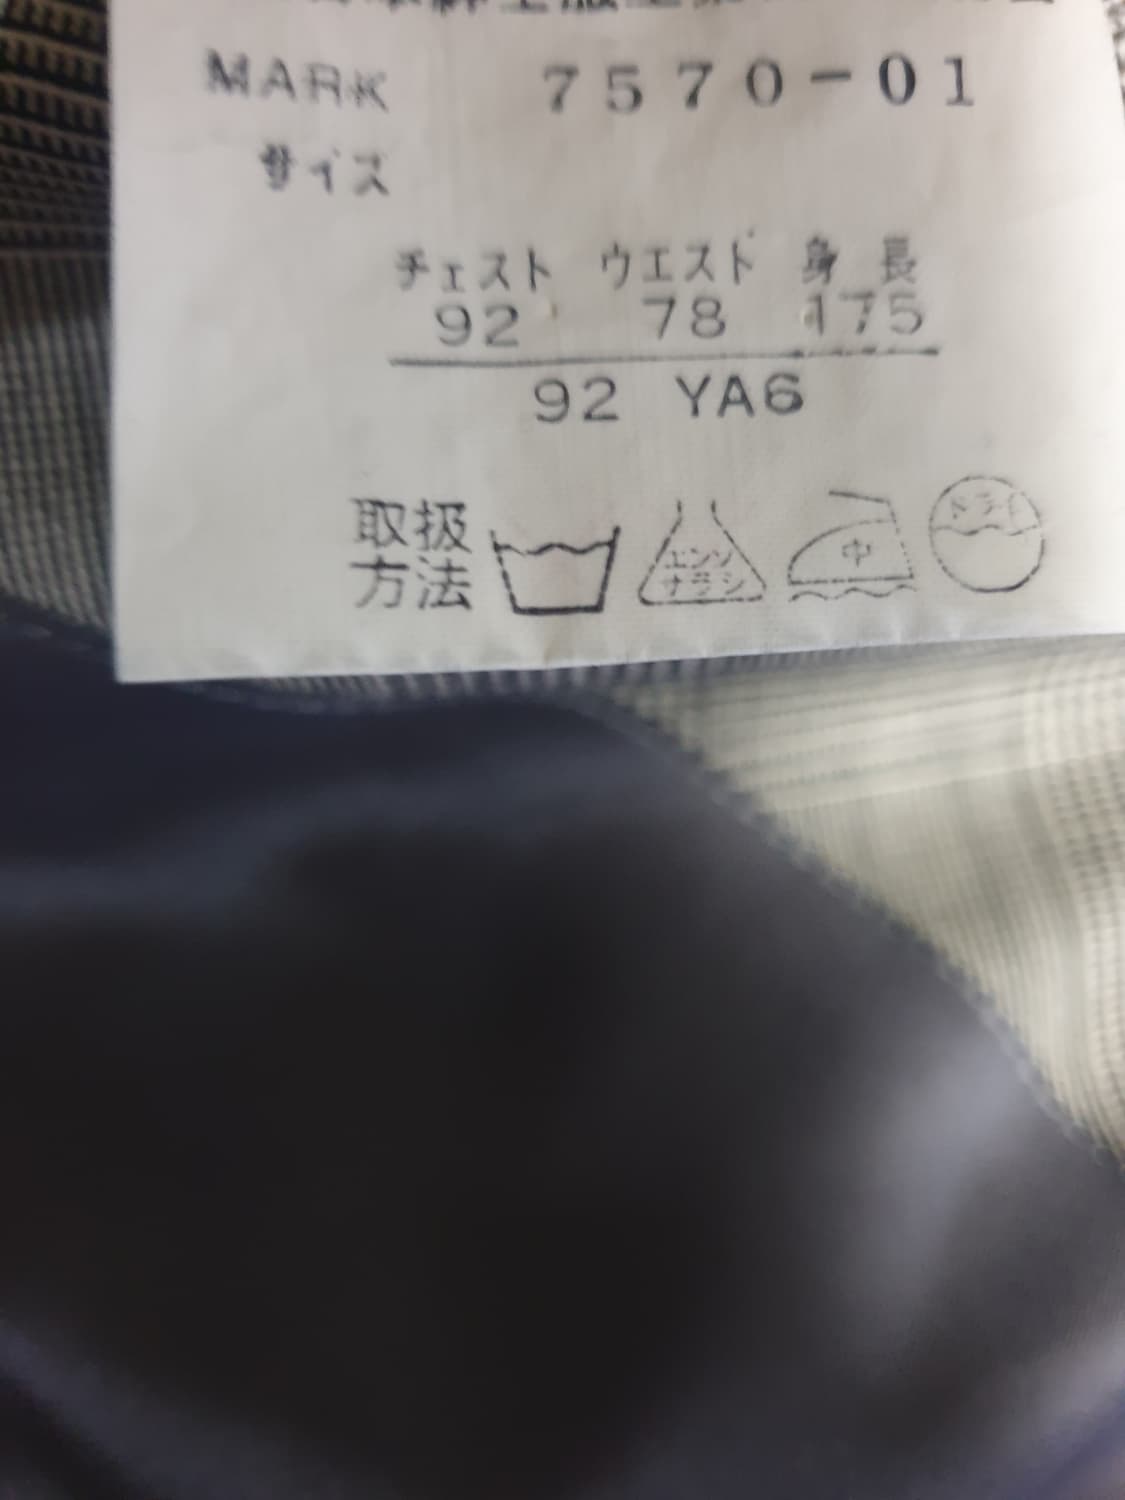 MARK 7570-01
サイズ
チェスト ウエスト 身長
92 78 175
92 YA6
取扱
方法
エンソ
サラシ
中
ドライ